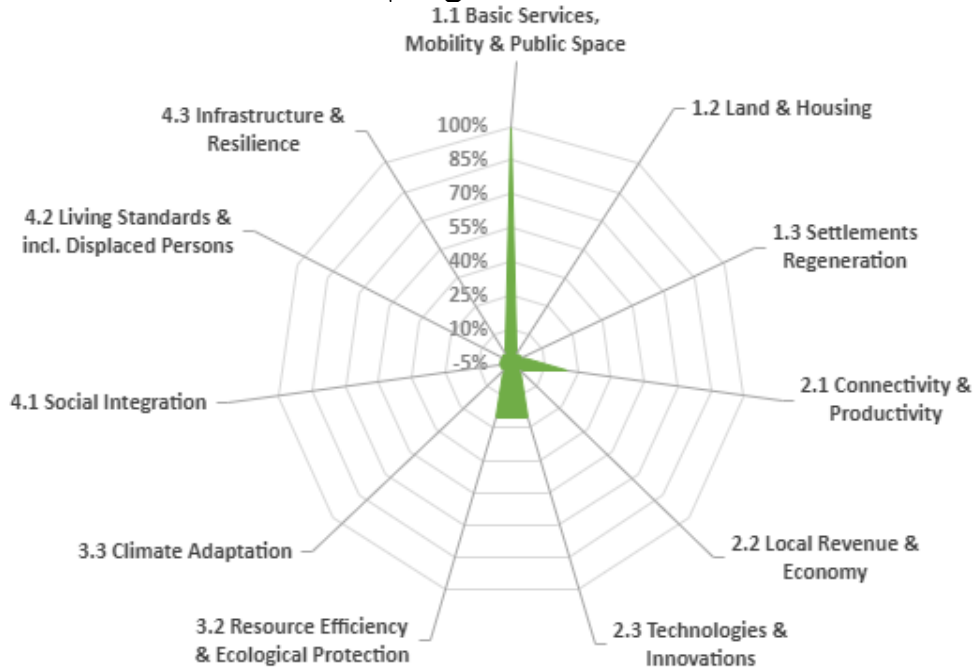 1.1 Basic Services,
Mobility & Public Space
1.2 Land & Housing
1.3 Settlements
Regeneration
2.1 Connectivity &
Productivity
2.2 Local Revenue &
Economy
2.3 Technologies &
Innovations
3.2 Resource Efficiency
& Ecological Protection
3.3 Climate Adaptation
4.1 Social Integration
4.2 Living Standards &
incl. Displaced Persons
4.3 Infrastructure &
Resilience
100%
85%
70%
55%
40%
25%
10%
-5%